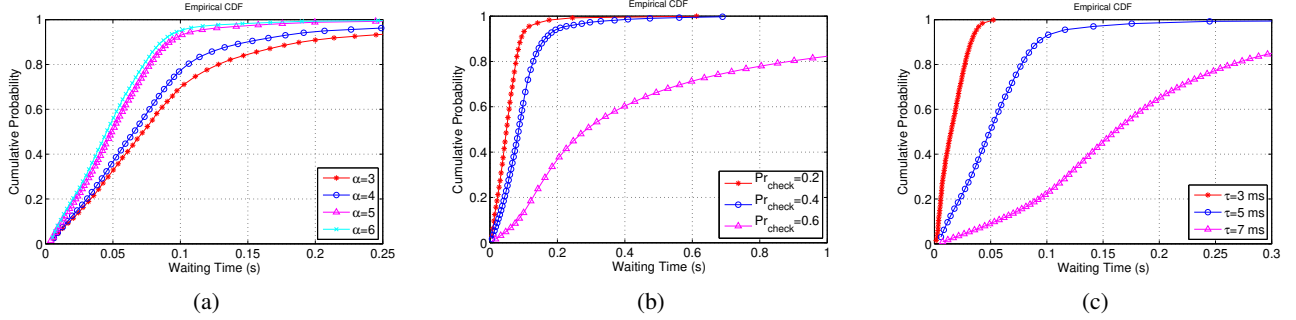 Empirical CDF
Cumulative Probability
1
0.8
0.6
0.4
0.2
0
0 0.05 0.1 0.15 0.2 0.25
Waiting Time (s)
α=3
α=4
α=5
α=6
(a)
Empirical CDF
Cumulative Probability
1
0.8
0.6
0.4
0.2
0
0 0.2 0.4 0.6 0.8 1
Waiting Time (s)
Pr_check=0.2
Pr_check=0.4
Pr_check=0.6
(b)
Empirical CDF
Cumulative Probability
1
0.8
0.6
0.4
0.2
0
0 0.05 0.1 0.15 0.2 0.25 0.3
Waiting Time (s)
τ=3 ms
τ=5 ms
τ=7 ms
(c)